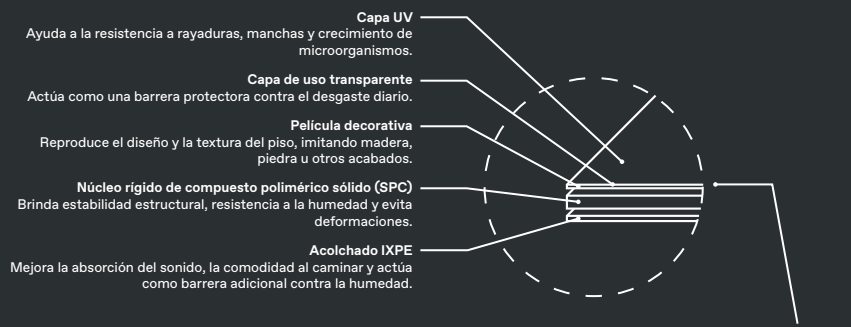 Capa UV
Ayuda a la resistencia a rayaduras, manchas y crecimiento de
microorganismos.
Capa de uso transparente
Actúa como una barrera protectora contra el desgaste diario.
Película decorativa
Reproduce el diseño y la textura del piso, imitando madera,
piedra u otros acabados.
Núcleo rígido de compuesto polimérico sólido (SPC)
Brinda estabilidad estructural, resistencia a la humedad y evita
deformaciones.
Acolchado IXPE
Mejora la absorción del sonido, la comodidad al caminar y actúa
como barrera adicional contra la humedad.